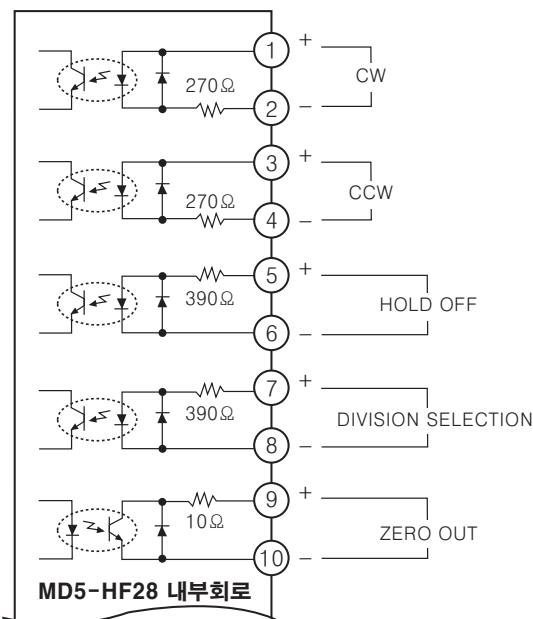 ① +
CW
270Ω
② −
③ +
CCW
270Ω
④ −
⑤ +
390Ω
HOLD OFF
⑥ −
⑦ +
390Ω
DIVISION SELECTION
⑧ −
⑨ +
10Ω
ZERO OUT
⑩ −
MD5-HF28 내부회로